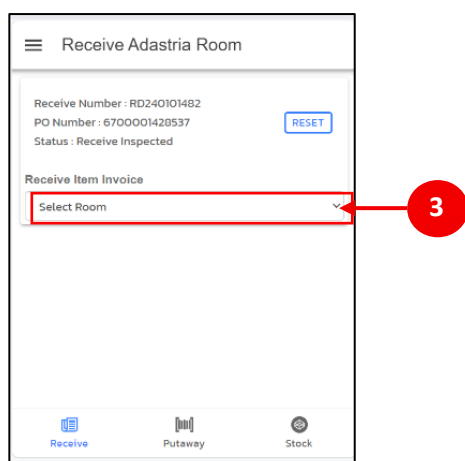 Receive Adastria Room
Receive Number : RD240101482
PO Number : 6700001428537
RESET
Status : Receive Inspected
Receive Item Invoice
Select Room
3
Receive
Putaway
Stock